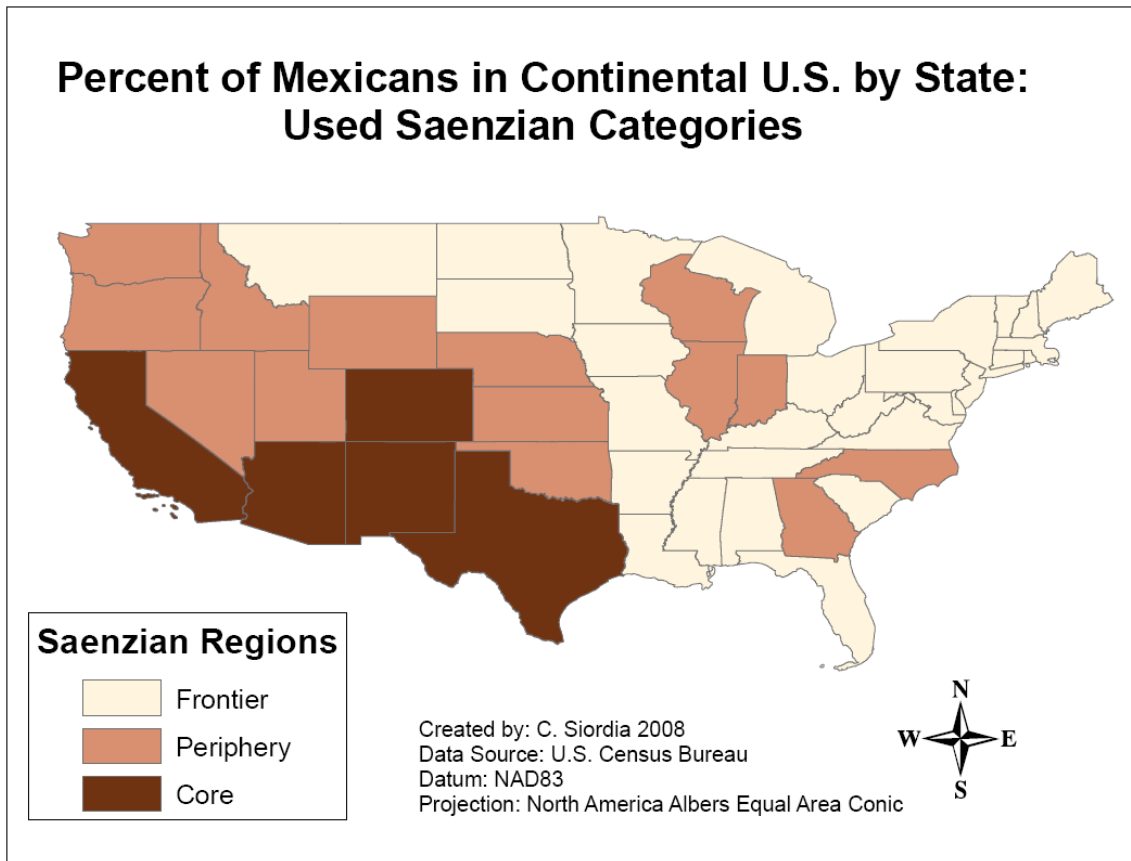 Percent of Mexicans in Continental U.S. by State:
Used Saenzian Categories
Saenzian Regions
Frontier
Periphery
Core
Created by: C. Siordia 2008
Data Source: U.S. Census Bureau
Datum: NAD83
Projection: North America Albers Equal Area Conic
N
W E
S